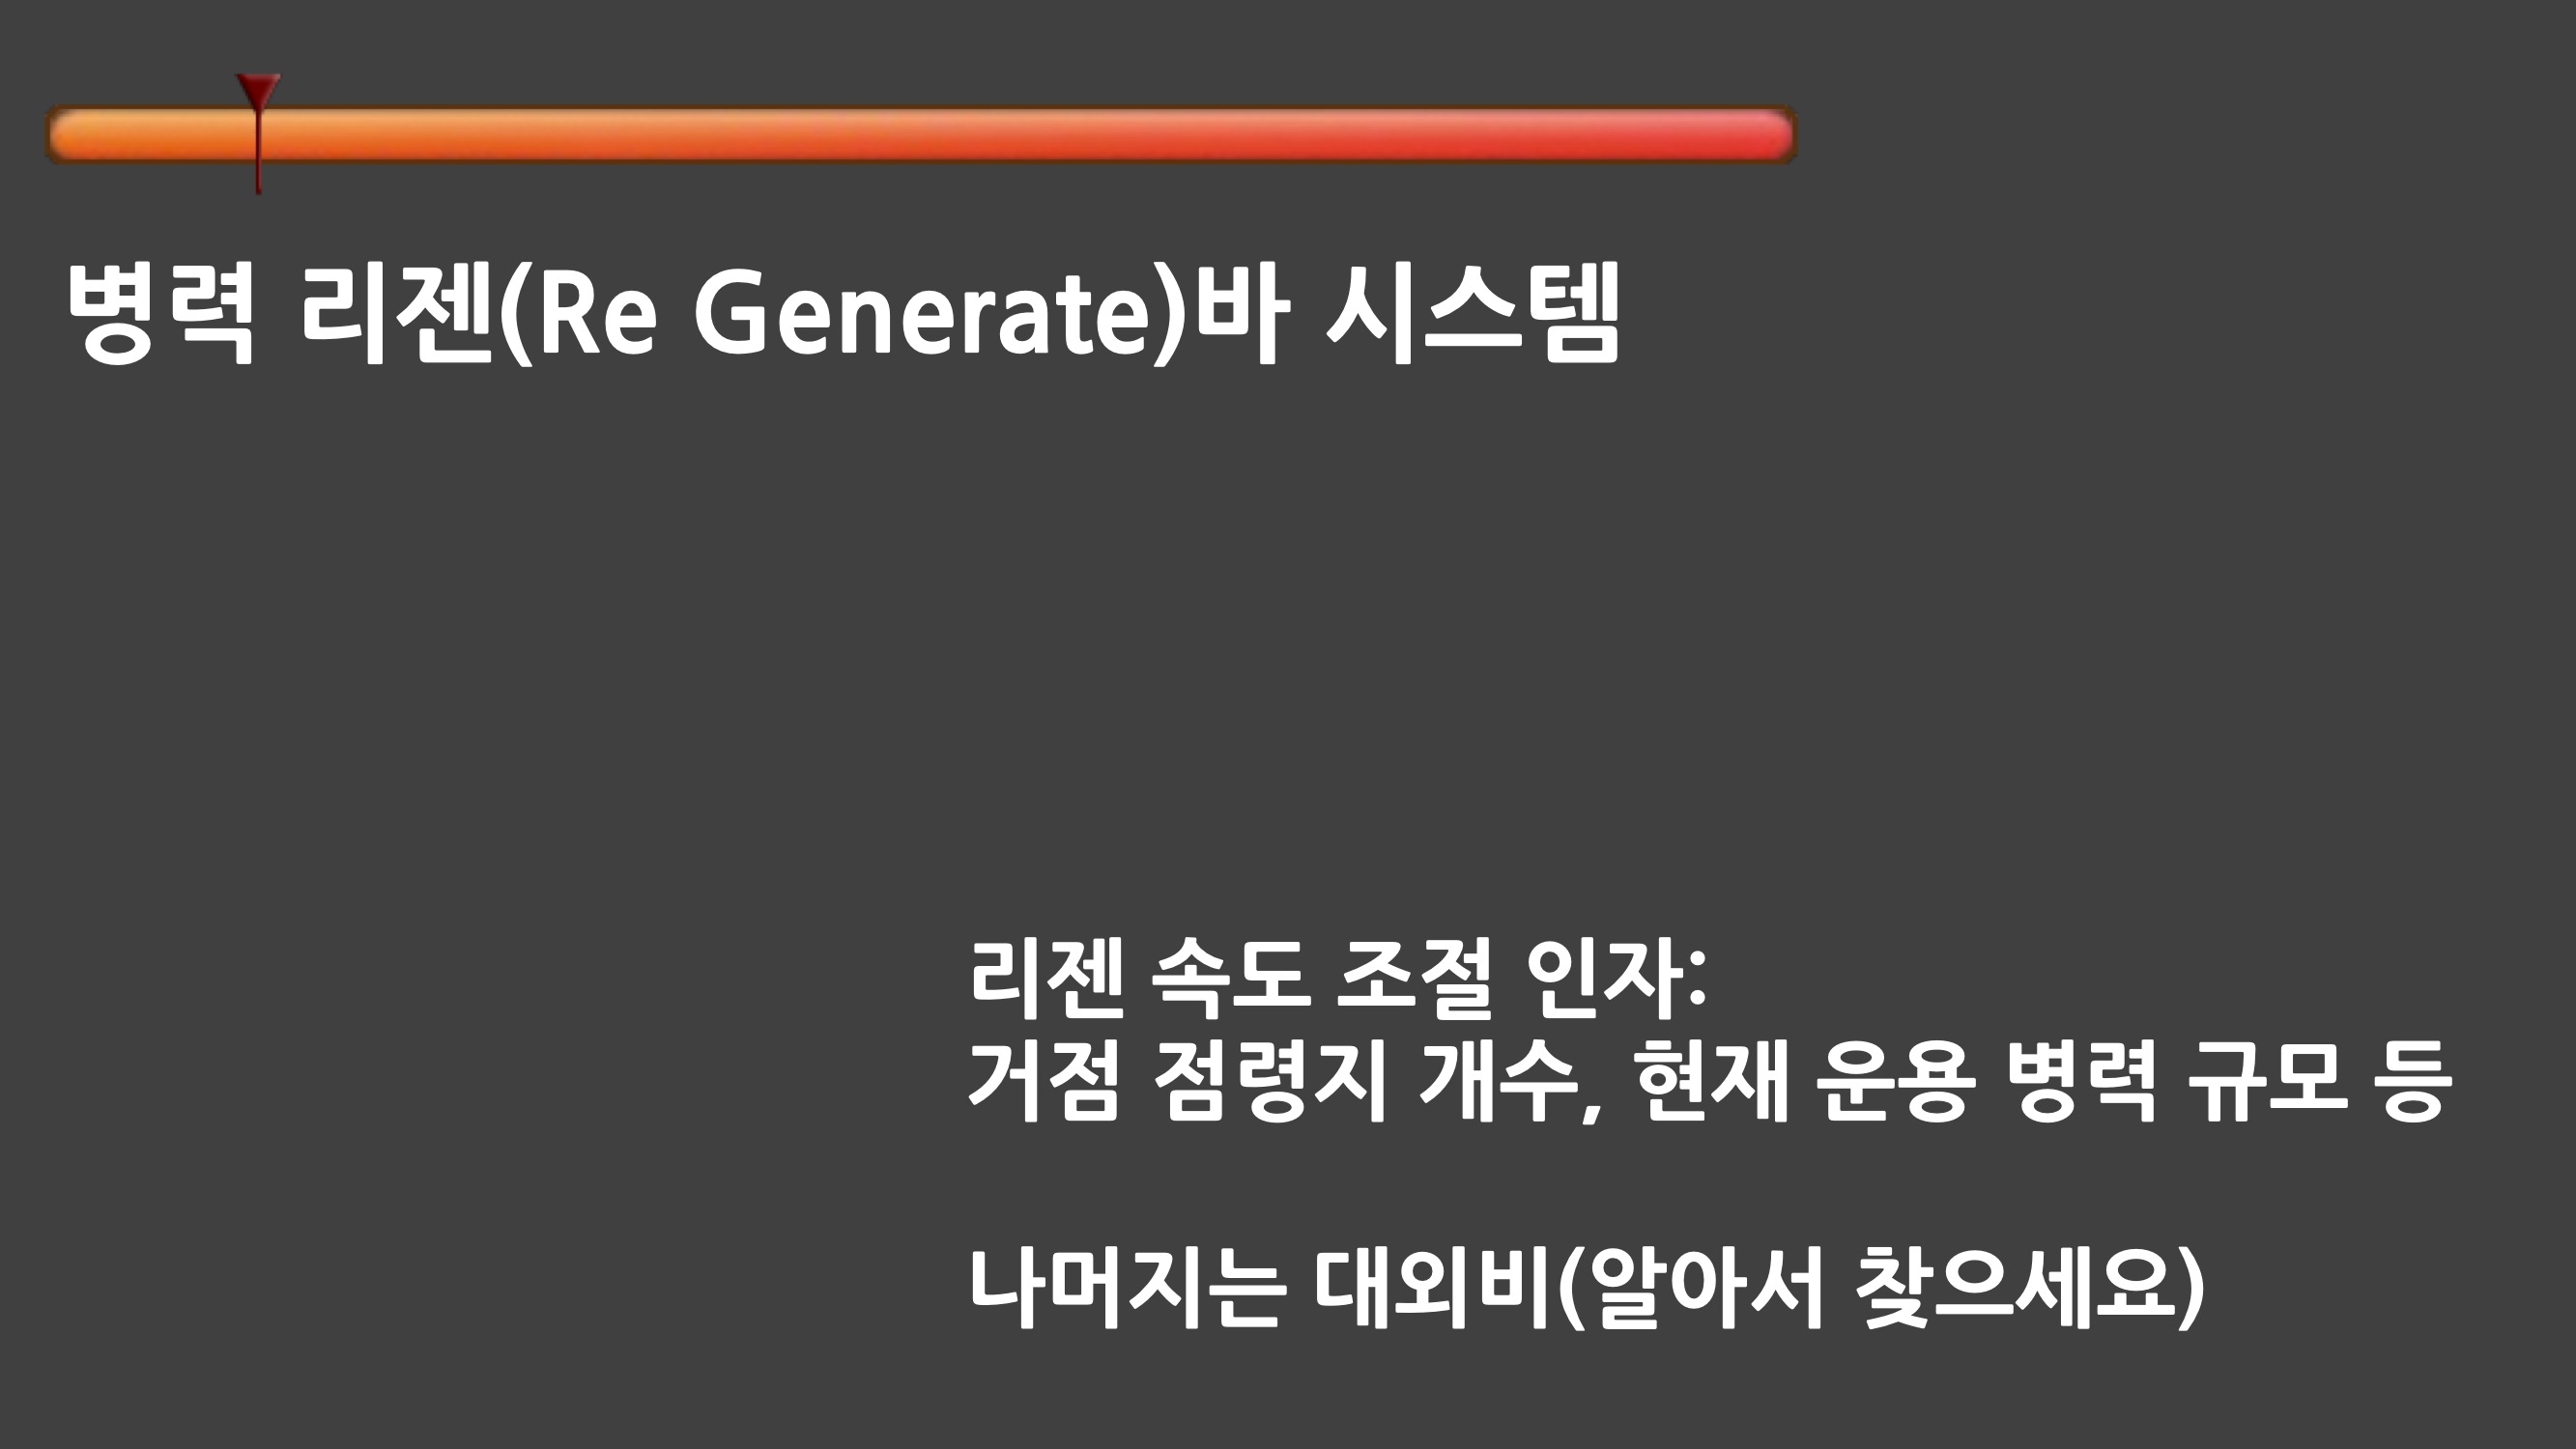 병력 리젠(Re Generate)바 시스템
리젠 속도 조절 인자:
거점 점령지 개수, 현재 운용 병력 규모 등
나머지는 대외비(알아서 찾으세요)